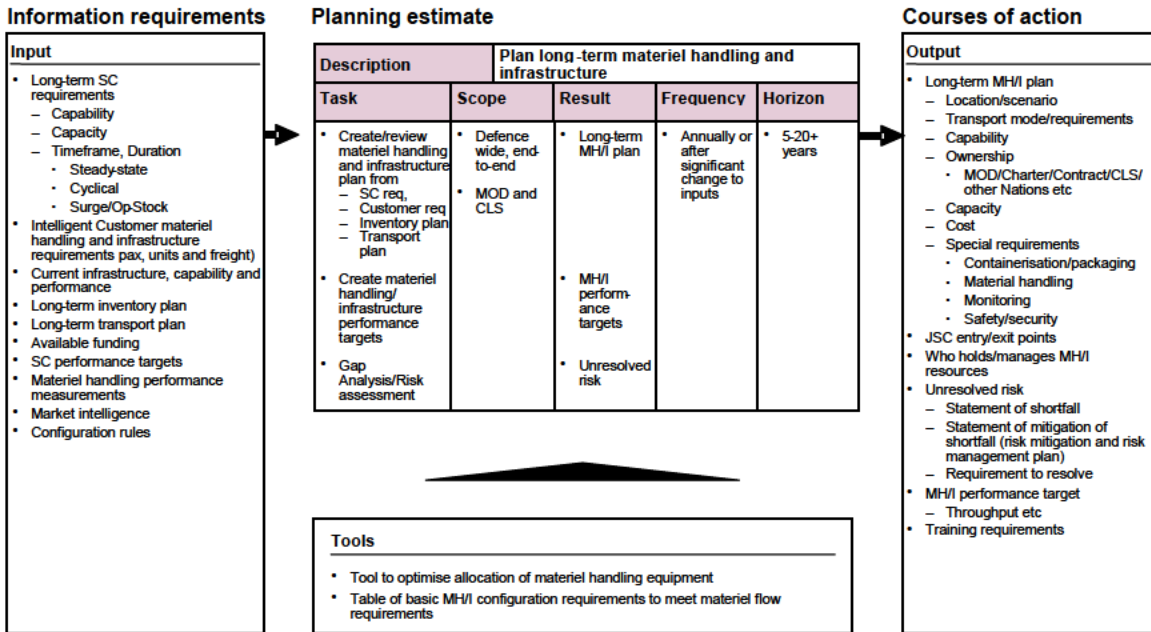 Information requirements
Input
• Long-term SC
requirements
– Capability
– Capacity
– Timeframe, Duration
• Steady-state
• Cyclical
• Surge/Op-Stock
• Intelligent Customer materiel
handling and infrastructure
requirements pax, units and freight)
• Current infrastructure, capability and
performance
• Long-term inventory plan
• Long-term transport plan
• Available funding
• SC performance targets
• Materiel handling performance
measurements
• Market intelligence
• Configuration rules
Planning estimate
Description
Plan long-term materiel handling and
infrastructure
Task
Scope
Result
Frequency
Horizon
• Create/review
materiel handling
and infrastructure
plan from
– SC req,
– Customer req
– Inventory plan
– Transport
plan
• Create materiel
handling/
infrastructure
performance
targets
• Gap
Analysis/Risk
assessment
• Defence
wide, end-
to-end
• MOD and
CLS
• Long-term
MH/I plan
• MH/I
perform-
ance
targets
• Unresolved
risk
• Annually or
after
significant
change to
inputs
• 5-20+
years
Tools
• Tool to optimise allocation of materiel handling equipment
• Table of basic MH/I configuration requirements to meet materiel flow
requirements
Courses of action
Output
• Long-term MH/I plan
– Location/scenario
– Transport mode/requirements
– Capability
– Ownership
• MOD/Charter/Contract/CLS/
other Nations etc
– Capacity
– Cost
– Special requirements
• Containerisation/packaging
• Material handling
• Monitoring
• Safety/security
• JSC entry/exit points
• Who holds/manages MH/I
resources
• Unresolved risk
– Statement of shortfall
– Statement of mitigation of
shortfall (risk mitigation and risk
management plan)
– Requirement to resolve
• MH/I performance target
– Throughput etc
• Training requirements